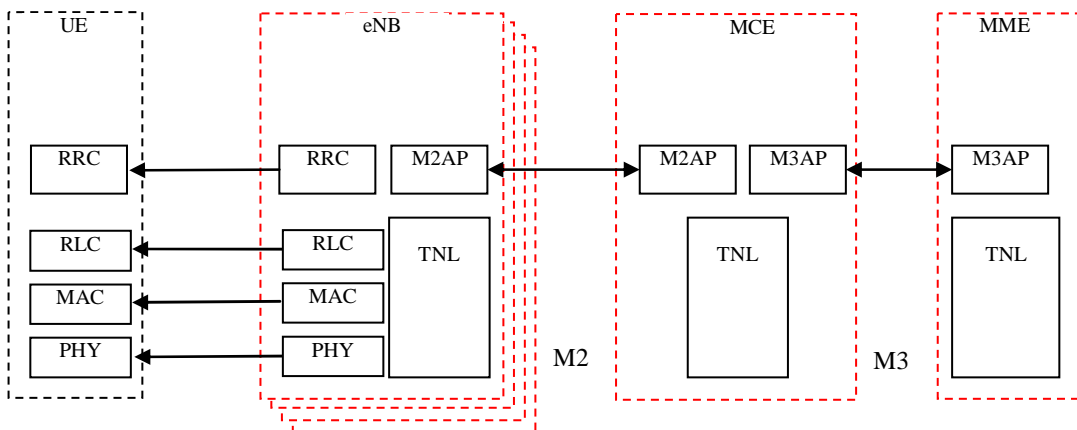 UE eNB MCE MME
RRC RRC M2AP M2AP M3AP M3AP
RLC RLC TNL TNL TNL
MAC MAC
PHY PHY M2 M3